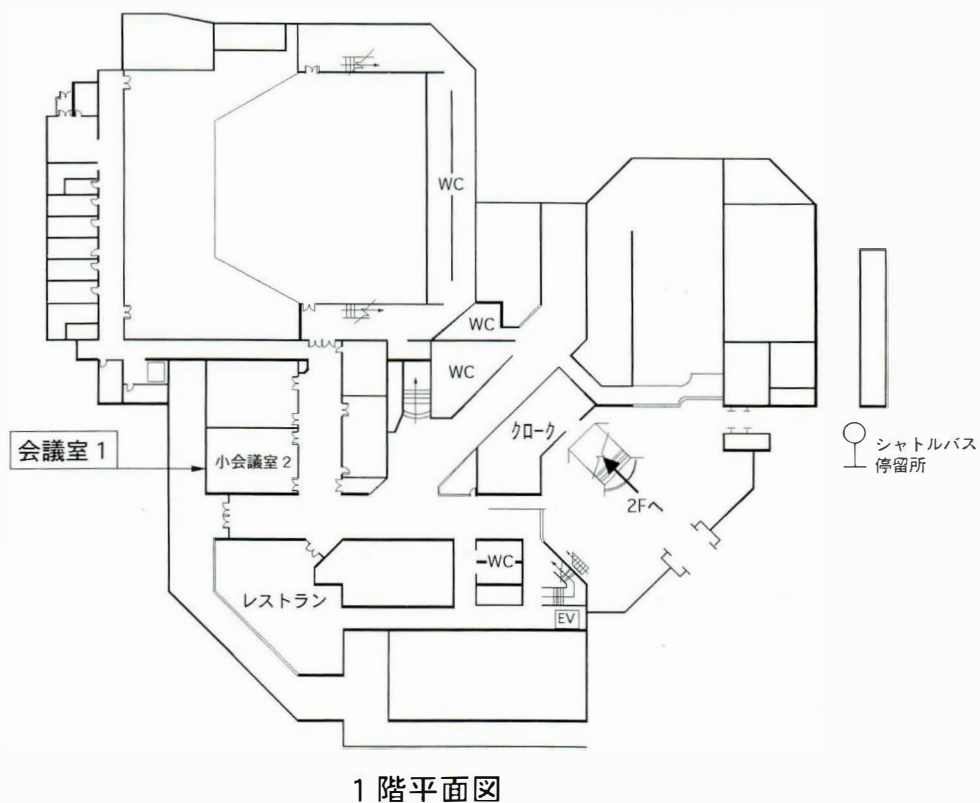 WC
WC
WC
クローク
シャトルバス
停留所
会議室 1
小会議室 2
2Fへ
WC
レストラン
EV
1 階平面図